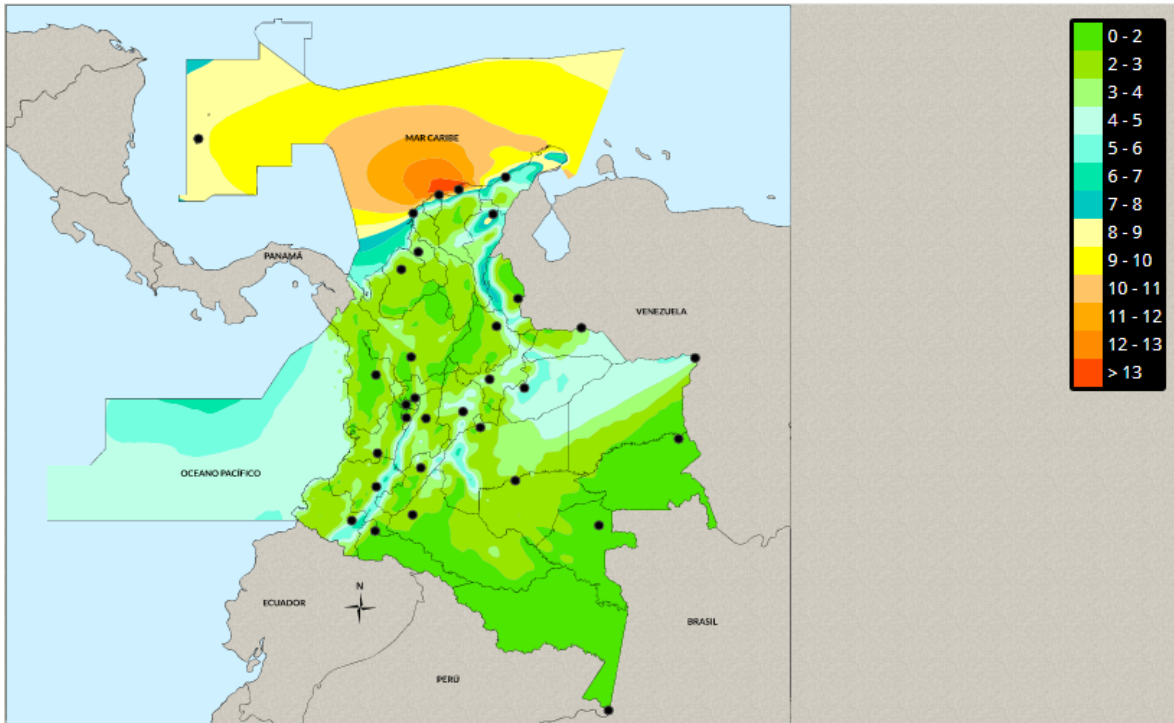 0 - 2
2 - 3
3 - 4
4 - 5
5 - 6
6 - 7
7 - 8
8 - 9
9 - 10
10 - 11
11 - 12
12 - 13
> 13
MAR CARIBE
PANAMÁ
VENEZUELA
OCEANO PACÍFICO
N
ECUADOR
BRASIL
PERÚ